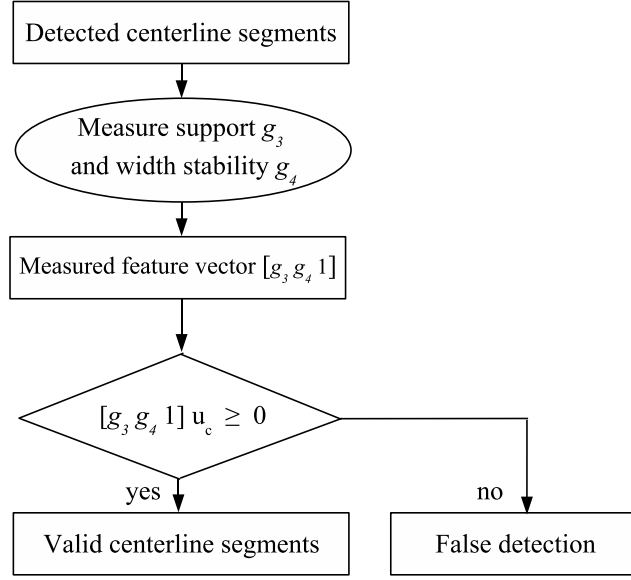 Detected centerline segments
Measure support g₃
and width stability g₄
Measured feature vector [g₃ g₄ 1]
[g₃ g₄ 1] u꜀ ≥ 0
yes
no
Valid centerline segments
False detection